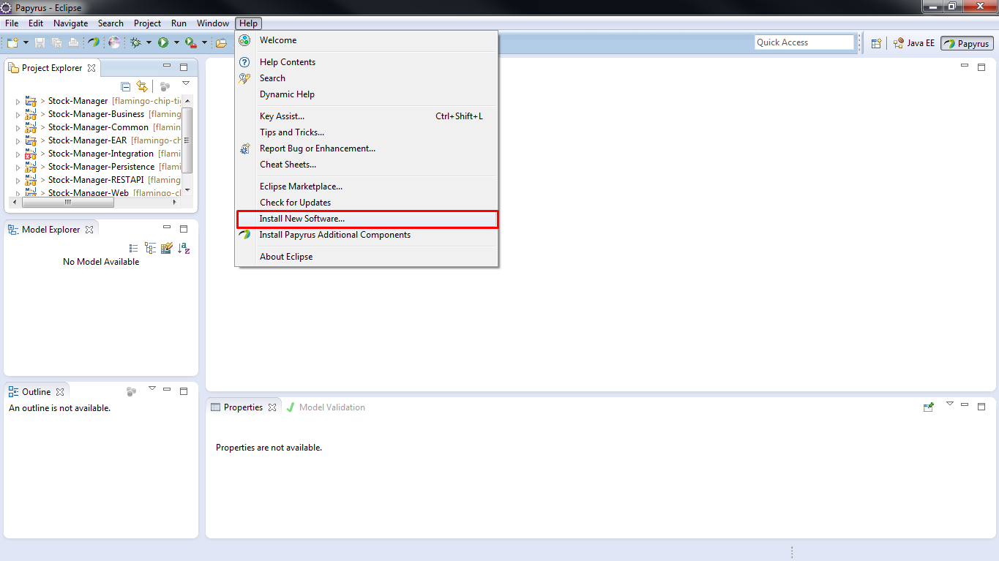 Papyrus - Eclipse
File Edit Navigate Search Project Run Window Help
Quick Access
Java EE
Papyrus
Welcome
Help Contents
Search
Dynamic Help
Key Assist... Ctrl+Shift+L
Tips and Tricks...
Report Bug or Enhancement...
Cheat Sheets...
Eclipse Marketplace...
Check for Updates
Install New Software...
Install Papyrus Additional Components
About Eclipse
Project Explorer
> Stock-Manager [flamingo-chip-ti
> Stock-Manager-Business [flaming
> Stock-Manager-Common [flamin
> Stock-Manager-EAR [flamingo-ch
> Stock-Manager-Integration [flami
> Stock-Manager-Persistence [flami
> Stock-Manager-RESTAPI [flamingo
> Stock-Manager-Web [flamingo-cl
Model Explorer
No Model Available
Outline
An outline is not available.
Properties Model Validation
Properties are not available.